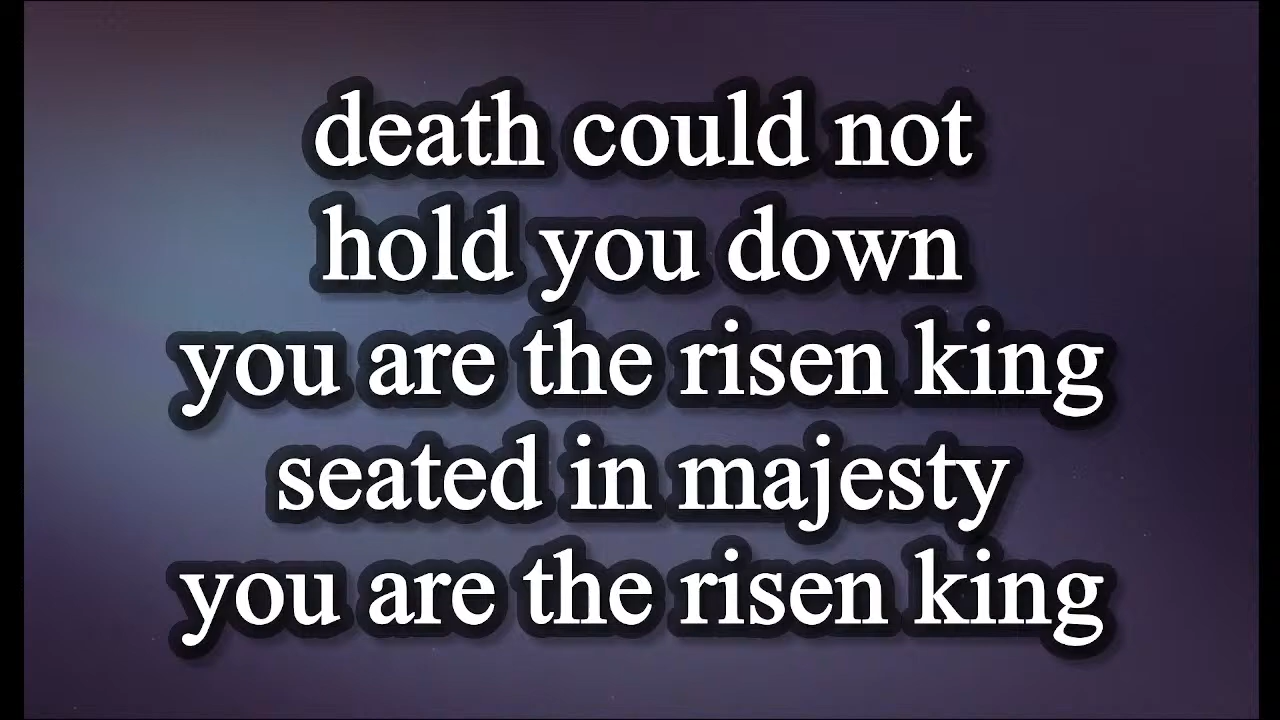 death could not
hold you down
you are the risen king
seated in majesty
you are the risen king